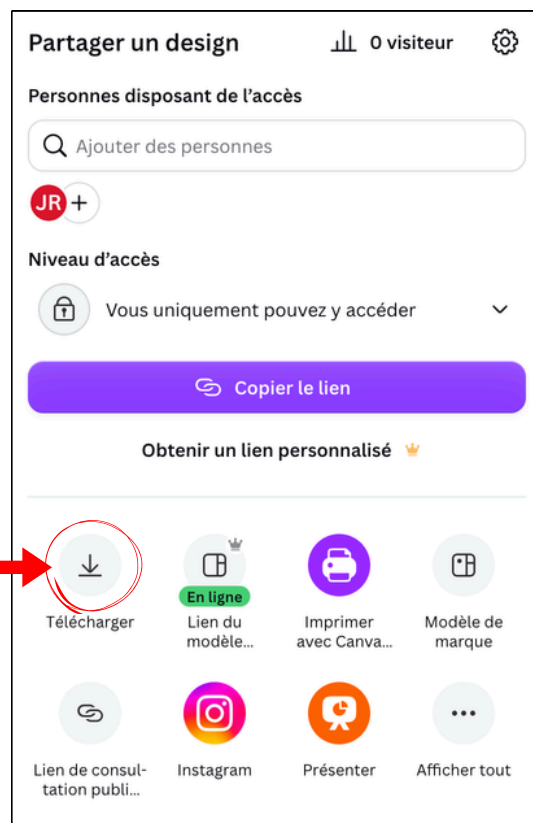 Partager un design
0 visiteur
Personnes disposant de l’accès
Ajouter des personnes
JR
Niveau d’accès
Vous uniquement pouvez y accéder
Copier le lien
Obtenir un lien personnalisé
En ligne
Télécharger
Lien du
modèle...
Imprimer
avec Canva...
Modèle de
marque
Lien de consul-
tation publi...
Instagram
Présenter
Afficher tout